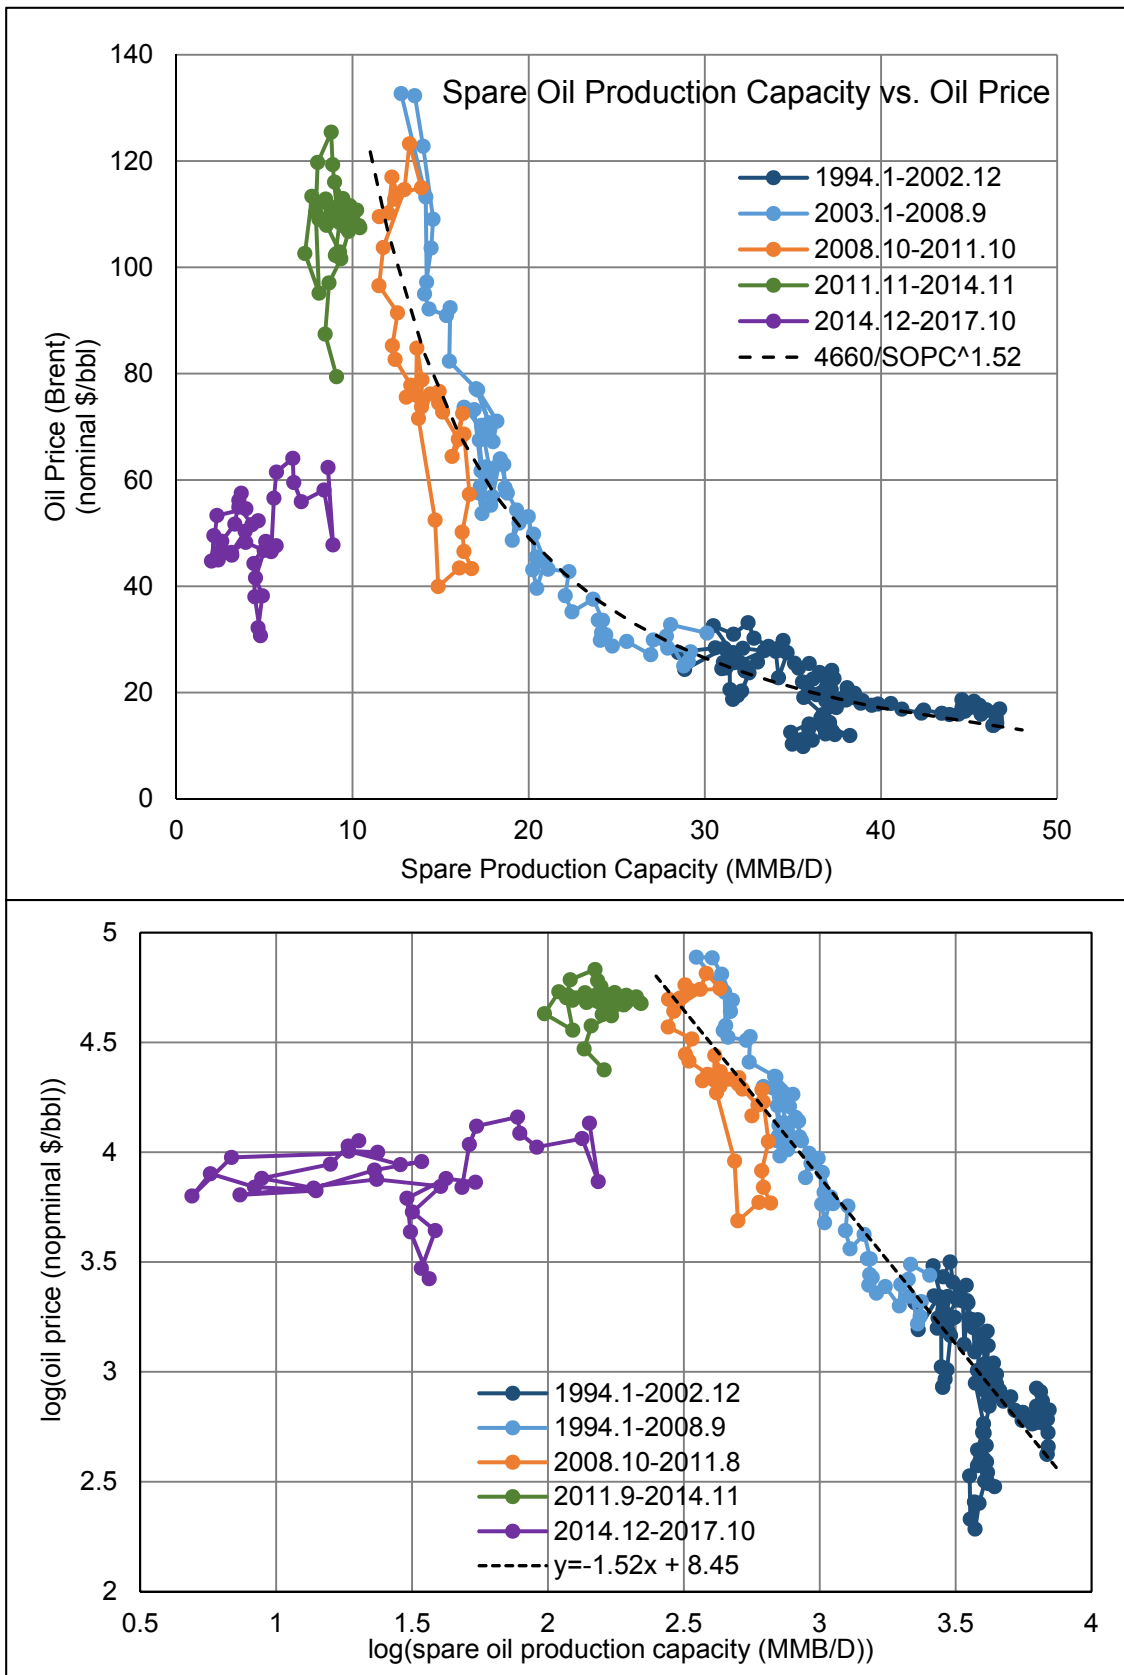 Spare Oil Production Capacity vs. Oil Price
140
120
100
80
60
40
20
0
Oil Price (Brent)
(nominal $/bbl)
1994.1-2002.12
2003.1-2008.9
2008.10-2011.10
2011.11-2014.11
2014.12-2017.10
4660/SOPC^1.52
0 10 20 30 40 50
Spare Production Capacity (MMB/D)
5
4.5
4
3.5
3
2.5
2
log(oil price (nopminal $/bbl))
1994.1-2002.12
1994.1-2008.9
2008.10-2011.8
2011.9-2014.11
2014.12-2017.10
y=-1.52x + 8.45
0.5 1 1.5 2 2.5 3 3.5 4
log(spare oil production capacity (MMB/D))